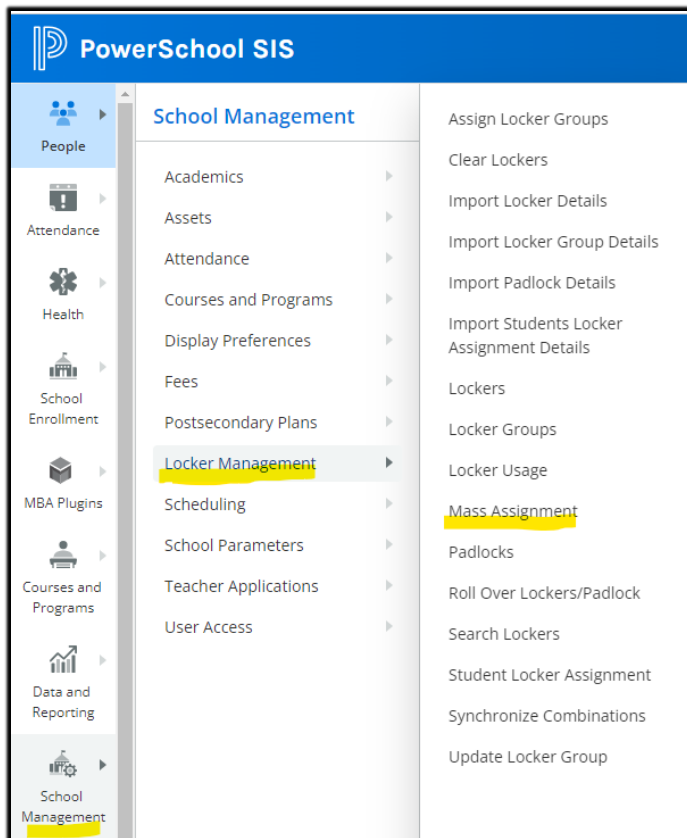 PowerSchool SIS
People
Attendance
Health
School
Enrollment
MBA Plugins
Courses and
Programs
Data and
Reporting
School
Management
School Management
Academics
Assets
Attendance
Courses and Programs
Display Preferences
Fees
Postsecondary Plans
Locker Management
Scheduling
School Parameters
Teacher Applications
User Access
Assign Locker Groups
Clear Lockers
Import Locker Details
Import Locker Group Details
Import Padlock Details
Import Students Locker
Assignment Details
Lockers
Locker Groups
Locker Usage
Mass Assignment
Padlocks
Roll Over Lockers/Padlock
Search Lockers
Student Locker Assignment
Synchronize Combinations
Update Locker Group